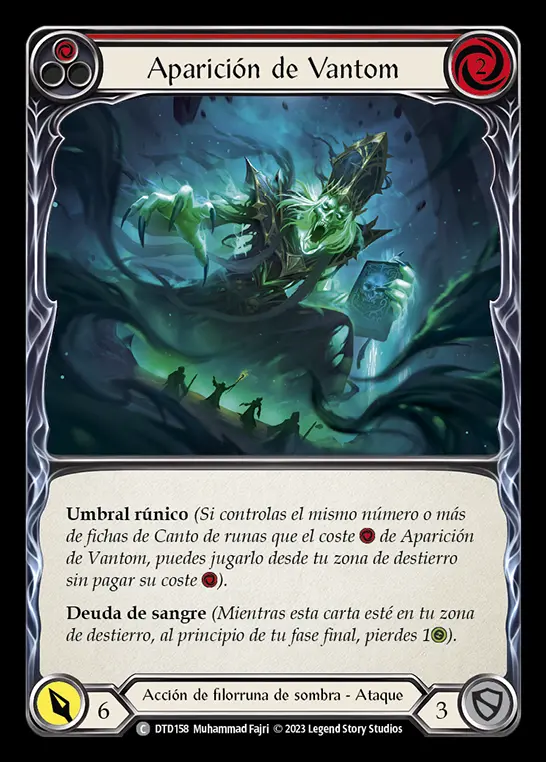 Aparición de Vantom
2
Umbral rúnico (Si controlas el mismo número o más
de fichas de Canto de runas que el coste de Aparición
de Vantom, puedes jugarlo desde tu zona de destierro
sin pagar su coste ).
Deuda de sangre (Mientras esta carta esté en tu zona
de destierro, al principio de tu fase final, pierdes 1 ).
6
Acción de filorruna de sombra - Ataque
3
C DTD158 Muhammad Fajri © 2023 Legend Story Studios